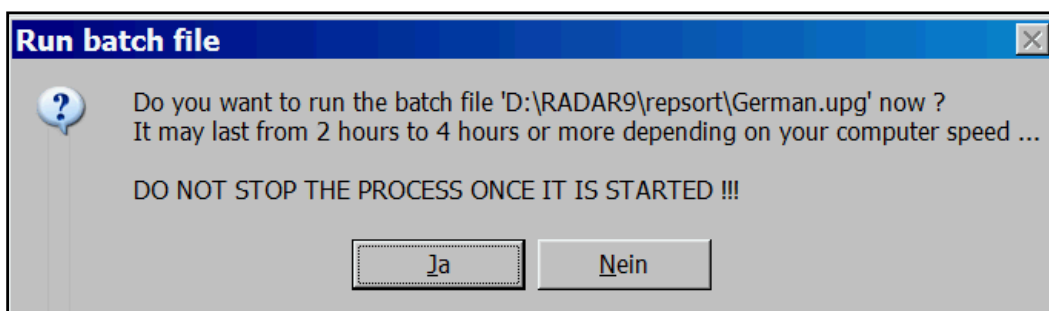 Run batch file
Do you want to run the batch file 'D:\RADAR9\repsort\German.upg' now ?
It may last from 2 hours to 4 hours or more depending on your computer speed ...
DO NOT STOP THE PROCESS ONCE IT IS STARTED !!!
Ja Nein